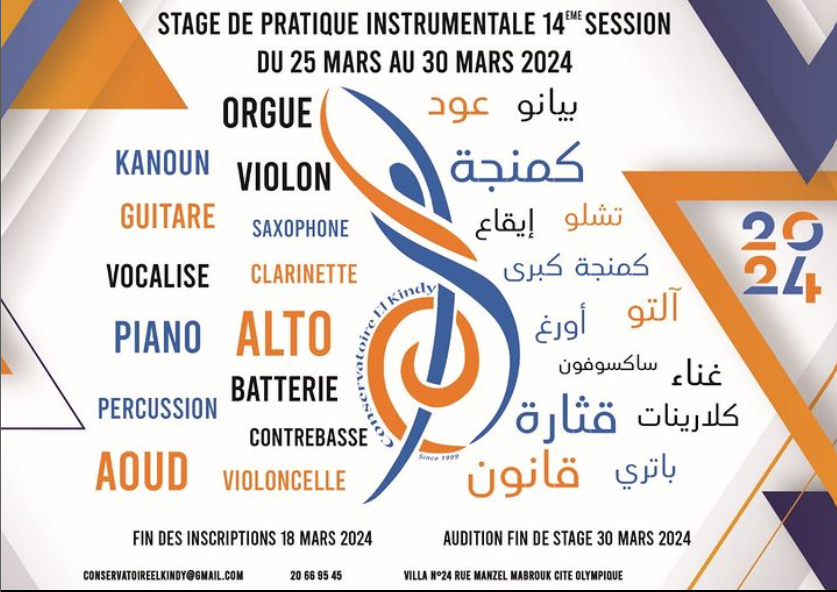 STAGE DE PRATIQUE INSTRUMENTALE 14ÈME SESSION
DU 25 MARS AU 30 MARS 2024
ORGUE
KANOUN
VIOLON
GUITARE
SAXOPHONE
VOCALISE
CLARINETTE
PIANO
ALTO
BATTERIE
PERCUSSION
CONTREBASSE
AOUD
VIOLONCELLE
Conservatoire El Kindy
Since 1999
عود بيانو
كمنجة
إيقاع تشلو
كمنجة كبرى
آلتو
أورغ
ساكسوفون
غناء
قثارة كلارينات
قانون باتري
2024
FIN DES INSCRIPTIONS 18 MARS 2024
AUDITION FIN DE STAGE 30 MARS 2024
CONSERVATOIREELKINDY@GMAIL.COM 20 66 95 45 VILLA N°24 RUE MANZEL MABROUK CITE OLYMPIQUE